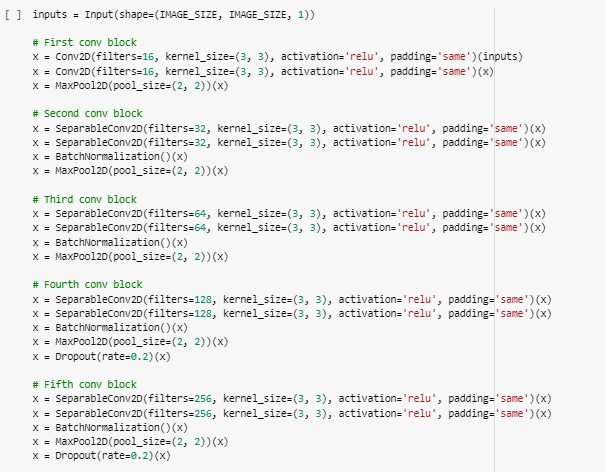 [ ] inputs = Input(shape=(IMAGE_SIZE, IMAGE_SIZE, 1))
# First conv block
x = Conv2D(filters=16, kernel_size=(3, 3), activation='relu', padding='same')(inputs)
x = Conv2D(filters=16, kernel_size=(3, 3), activation='relu', padding='same')(x)
x = MaxPool2D(pool_size=(2, 2))(x)
# Second conv block
x = SeparableConv2D(filters=32, kernel_size=(3, 3), activation='relu', padding='same')(x)
x = SeparableConv2D(filters=32, kernel_size=(3, 3), activation='relu', padding='same')(x)
x = BatchNormalization()(x)
x = MaxPool2D(pool_size=(2, 2))(x)
# Third conv block
x = SeparableConv2D(filters=64, kernel_size=(3, 3), activation='relu', padding='same')(x)
x = SeparableConv2D(filters=64, kernel_size=(3, 3), activation='relu', padding='same')(x)
x = BatchNormalization()(x)
x = MaxPool2D(pool_size=(2, 2))(x)
# Fourth conv block
x = SeparableConv2D(filters=128, kernel_size=(3, 3), activation='relu', padding='same')(x)
x = SeparableConv2D(filters=128, kernel_size=(3, 3), activation='relu', padding='same')(x)
x = BatchNormalization()(x)
x = MaxPool2D(pool_size=(2, 2))(x)
x = Dropout(rate=0.2)(x)
# Fifth conv block
x = SeparableConv2D(filters=256, kernel_size=(3, 3), activation='relu', padding='same')(x)
x = SeparableConv2D(filters=256, kernel_size=(3, 3), activation='relu', padding='same')(x)
x = BatchNormalization()(x)
x = MaxPool2D(pool_size=(2, 2))(x)
x = Dropout(rate=0.2)(x)